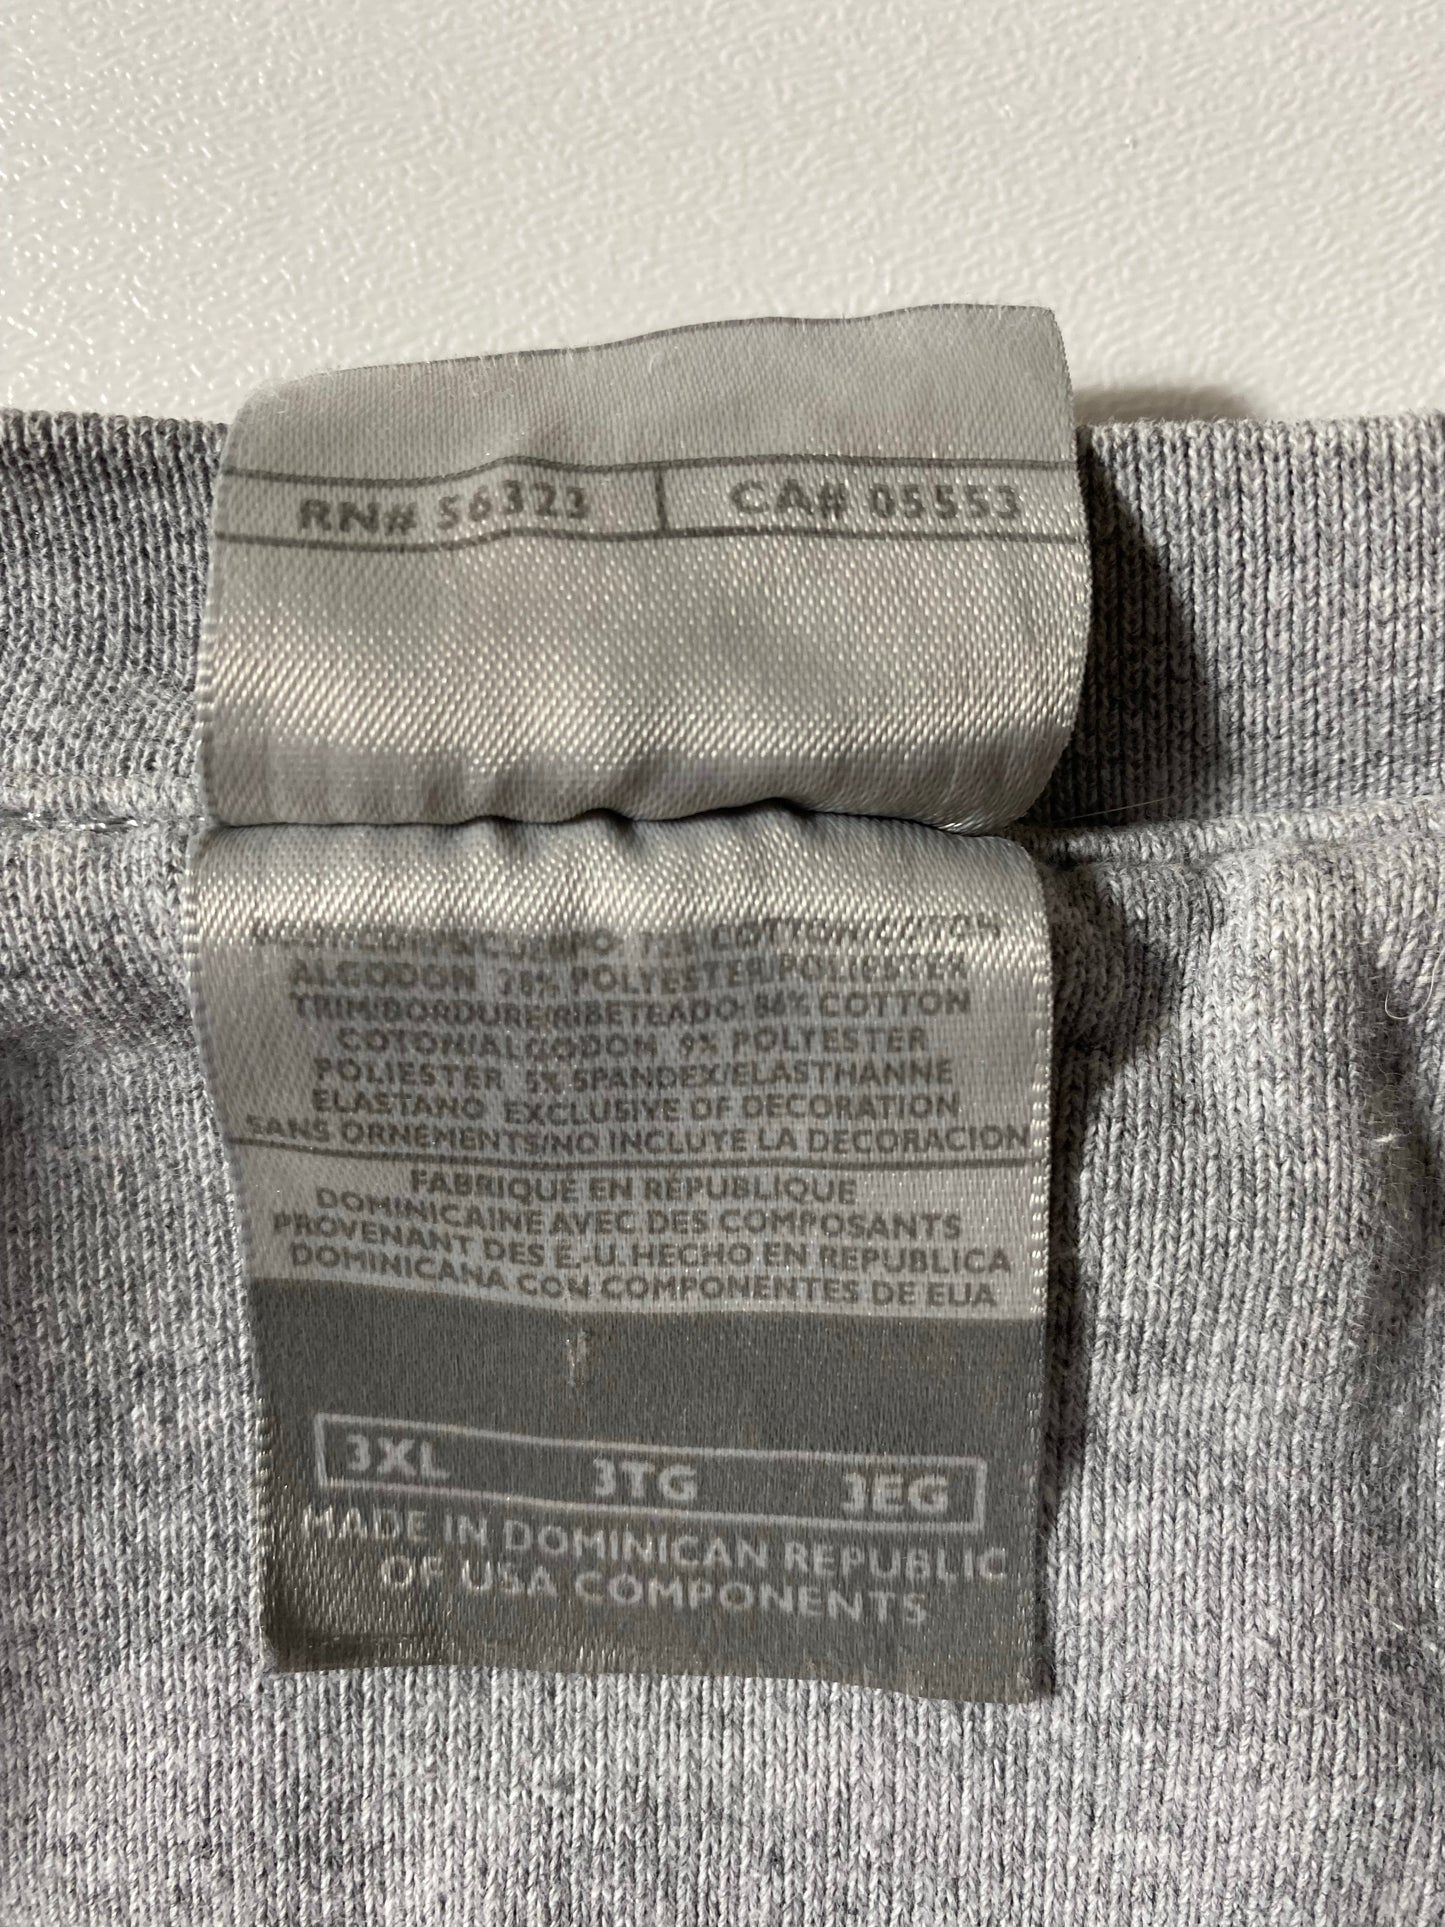 RN# 56323 CA# 05553
COTTON/COTON
ALGODON 28% POLYESTER/POLIESTER
TRIM/BORDURE/RIBETEADO: 86% COTTON
COTON/ALGODON 9% POLYESTER
POLIESTER 5% SPANDEX/ELASTHANNE
ELASTANO EXCLUSIVE OF DECORATION
SANS ORNEMENTS/NO INCLUYE LA DECORACION
FABRIQUÉ EN RÉPUBLIQUE
DOMINICAINE AVEC DES COMPOSANTS
PROVENANT DES É.-U. HECHO EN REPUBLICA
DOMINICANA CON COMPONENTES DE EUA
3XL 3TG 3EG
MADE IN DOMINICAN REPUBLIC
OF USA COMPONENTS